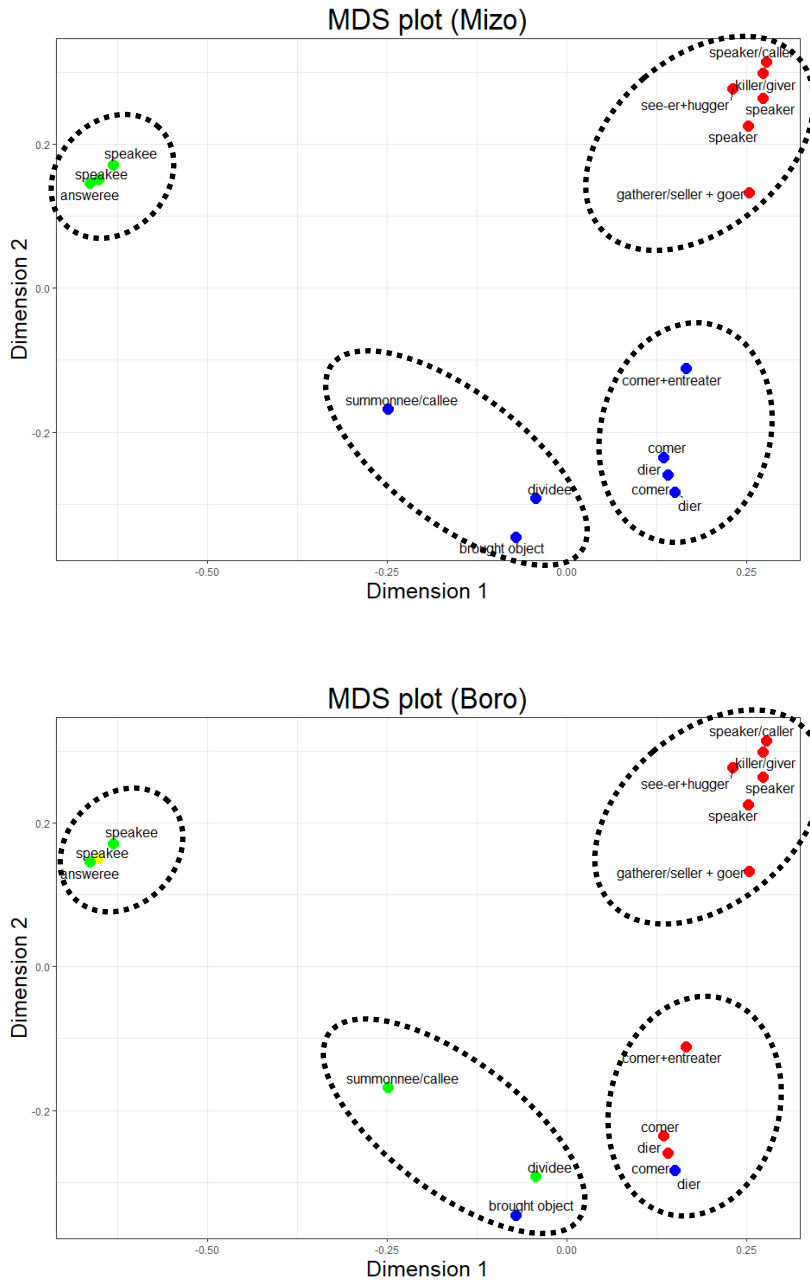 MDS plot (Mizo)
speaker/caller
killer/giver
see-er+hugger
speaker
speaker
gatherer/seller + goer
speakee
speakee
answeree
comer+entreater
summonnee/callee
comer
dier
comer
dier
dividee
brought object
0.2
0.0
-0.2
Dimension 2
-0.50
-0.25
0.00
0.25
Dimension 1
MDS plot (Boro)
speaker/caller
killer/giver
see-er+hugger
speaker
speaker
gatherer/seller + goer
speakee
speakee
answeree
comer+entreater
summonnee/callee
comer
dier
comer
dier
dividee
brought object
0.2
0.0
-0.2
Dimension 2
-0.50
-0.25
0.00
0.25
Dimension 1